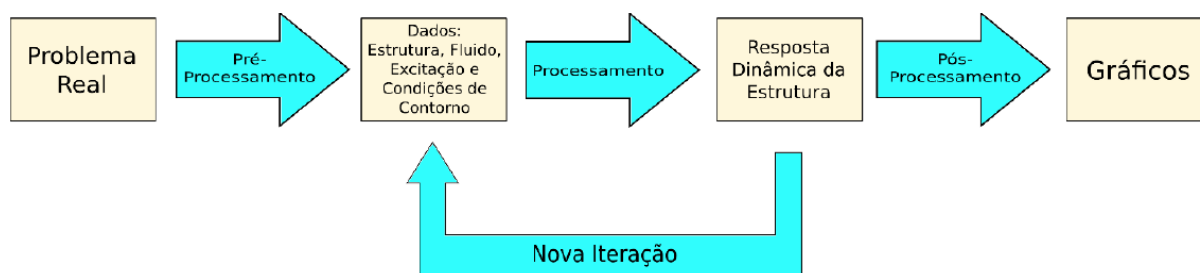 Problema
Real
Pré-
Processamento
Dados:
Estrutura, Fluido,
Excitação e
Condições de
Contorno
Processamento
Resposta
Dinâmica da
Estrutura
Pós-
Processamento
Gráficos
Nova Iteração